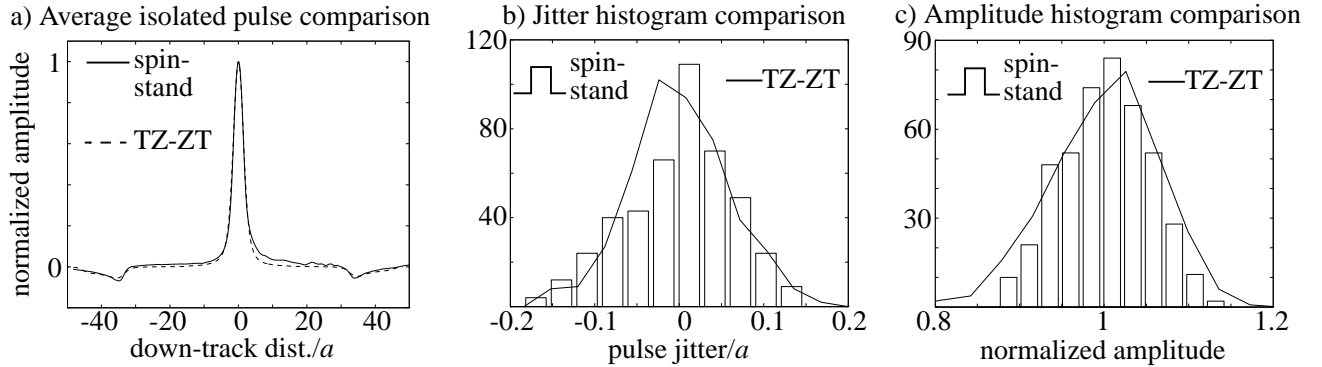 a) Average isolated pulse comparison
normalized amplitude
1
0
spin-
stand
TZ-ZT
-40 -20 0 20 40
down-track dist./a
b) Jitter histogram comparison
120
80
40
spin-
stand
TZ-ZT
-0.2 -0.1 0 0.1 0.2
pulse jitter/a
c) Amplitude histogram comparison
90
60
30
spin-
stand
TZ-ZT
0.8 1 1.2
normalized amplitude